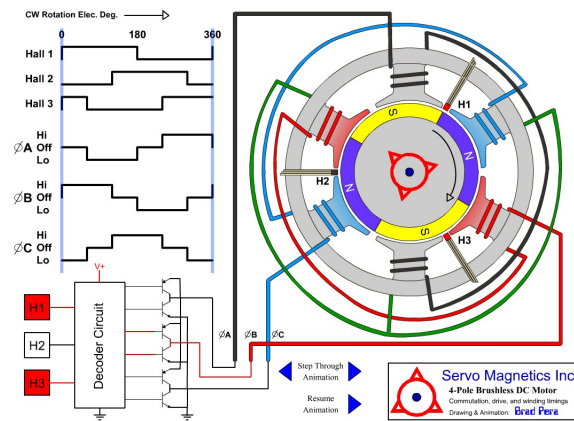 CW Rotation Elec. Deg.
0 180 360
Hall 1
Hall 2
Hall 3
Hi
ØA Off
Lo
Hi
ØB Off
Lo
Hi
ØC Off
Lo
V+
H1
H2
H3
Decoder Circuit
ØA ØB ØC
H1
H2
H3
S
N
N
S
Step Through
Animation
Resume
Animation
Servo Magnetics Inc
4-Pole Brushless DC Motor
Commutation, drive, and winding timings
Drawing & Animation: Brad Pera